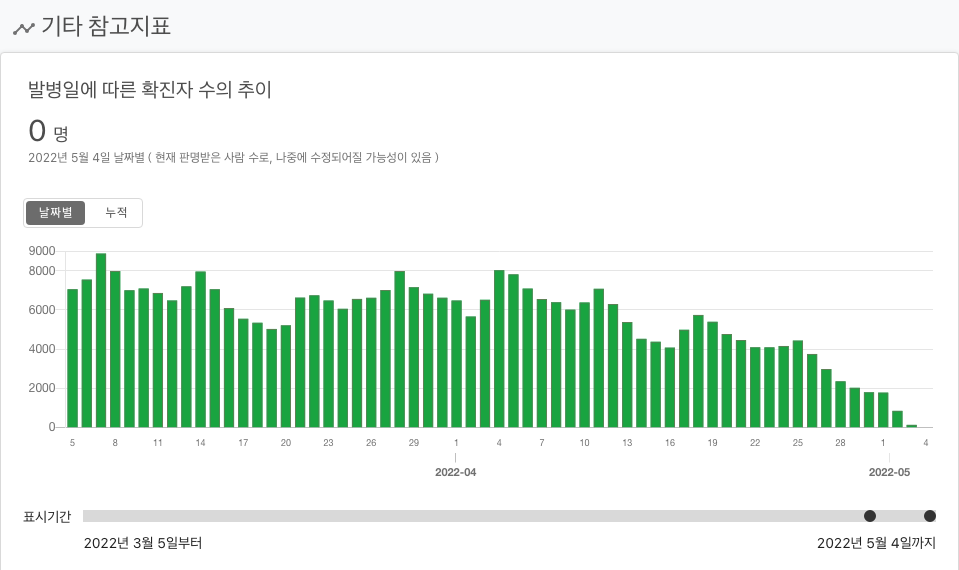 기타 참고지표
발병일에 따른 확진자 수의 추이
0 명
2022년 5월 4일 날짜별 ( 현재 판명받은 사람 수로, 나중에 수정되어질 가능성이 있음 )
날짜별 누적
9000
8000
6000
4000
2000
0
5 8 11 14 17 20 23 26 29 1 4 7 10 13 16 19 22 25 28 1 4
2022-04 2022-05
표시기간
2022년 3월 5일부터 2022년 5월 4일까지